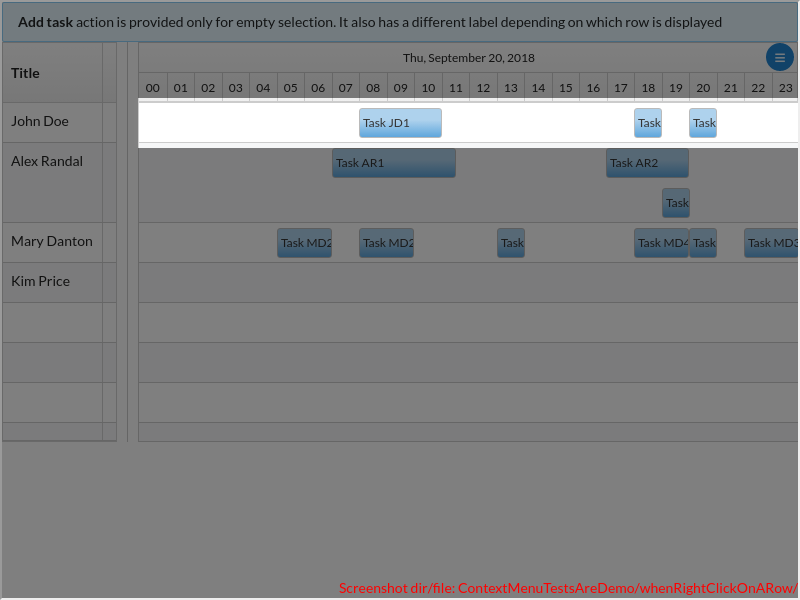 Add task action is provided only for empty selection. It also has a different label depending on which row is displayed
Title
Thu, September 20, 2018
00 01 02 03 04 05 06 07 08 09 10 11 12 13 14 15 16 17 18 19 20 21 22 23
John Doe
Task JD1 Task Task
Alex Randal
Task AR1 Task AR2
Task
Mary Danton
Task MD2 Task MD2 Task Task MD4 Task Task MD3
Kim Price
Screenshot dir/file: ContextMenuTestsAreDemo/whenRightClickOnARow/